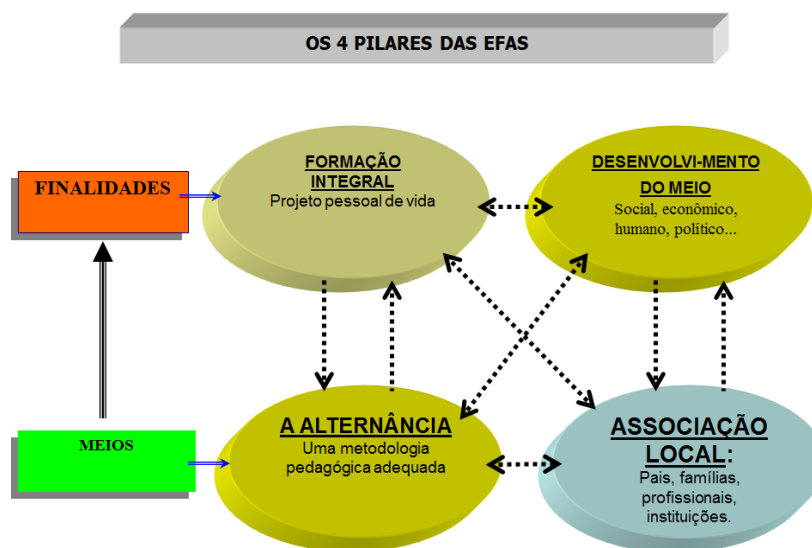 OS 4 PILARES DAS EFAS
FINALIDADES
FORMAÇÃO
INTEGRAL
Projeto pessoal de vida
DESENVOLVI-MENTO
DO MEIO
Social, econômico,
humano, político...
MEIOS
A ALTERNÂNCIA
Uma metodologia
pedagógica adequada
ASSOCIAÇÃO
LOCAL:
Pais, famílias,
profissionais,
instituições.